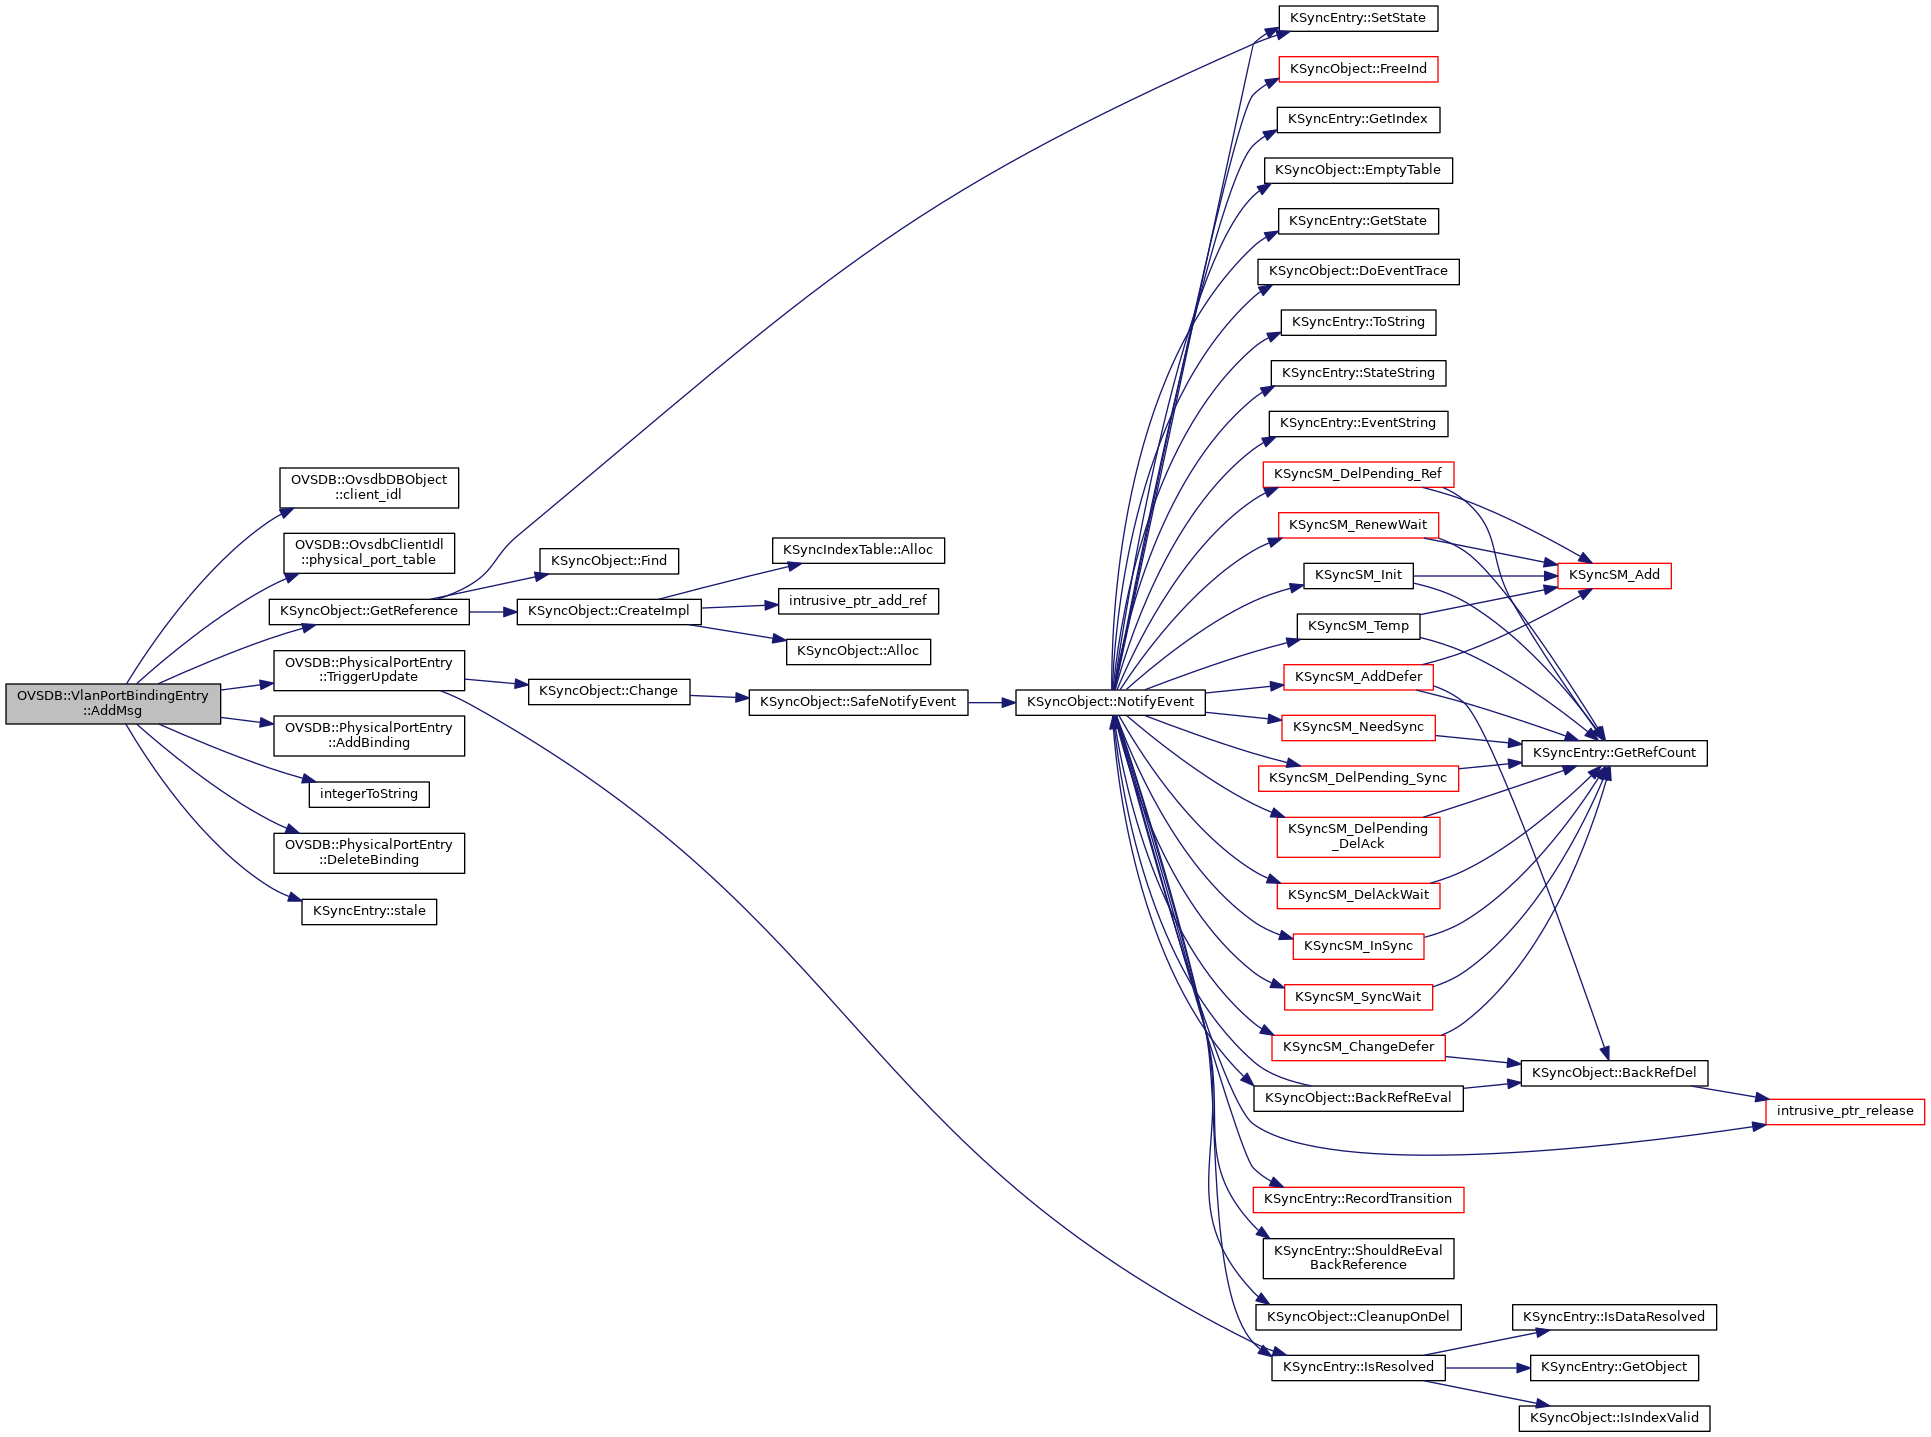 KSyncEntry::SetState
KSyncObject::FreeInd
KSyncEntry::GetIndex
KSyncObject::EmptyTable
KSyncEntry::GetState
KSyncObject::DoEventTrace
KSyncEntry::ToString
KSyncEntry::StateString
KSyncEntry::EventString
KSyncSM_DelPending_Ref
OVSDB::OvsdbDBObject
::client_idl
KSyncSM_RenewWait
OVSDB::OvsdbClientIdl
::physical_port_table
KSyncIndexTable::Alloc
KSyncObject::Find
KSyncSM_Init
KSyncSM_Add
intrusive_ptr_add_ref
KSyncObject::GetReference
KSyncObject::CreateImpl
KSyncSM_Temp
KSyncObject::Alloc
OVSDB::PhysicalPortEntry
::TriggerUpdate
KSyncSM_AddDefer
KSyncObject::Change
OVSDB::VlanPortBindingEntry
::AddMsg
KSyncObject::SafeNotifyEvent
KSyncObject::NotifyEvent
OVSDB::PhysicalPortEntry
::AddBinding
KSyncSM_NeedSync
KSyncEntry::GetRefCount
KSyncSM_DelPending_Sync
integerToString
KSyncSM_DelPending
_DelAck
OVSDB::PhysicalPortEntry
::DeleteBinding
KSyncSM_DelAckWait
KSyncEntry::stale
KSyncSM_InSync
KSyncSM_SyncWait
KSyncSM_ChangeDefer
KSyncObject::BackRefDel
KSyncObject::BackRefReEval
intrusive_ptr_release
KSyncEntry::RecordTransition
KSyncEntry::ShouldReEval
BackReference
KSyncObject::CleanupOnDel
KSyncEntry::IsDataResolved
KSyncEntry::IsResolved
KSyncEntry::GetObject
KSyncObject::IsIndexValid